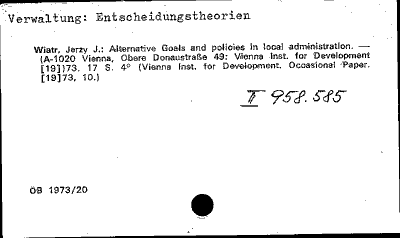 Verwaltung: Entscheidungstheorien
Wiatr, Jerzy J.: Alternative Goals and policies in local administration. —
(A-1020 Vienna, Obere Donaustraße 49: Vienna Inst. for Development
[19])73. 17 S. 4° (Vienna Inst. for Development. Occasional Paper.
[19]73, 10.)
II 958.585
ÖB 1973/20